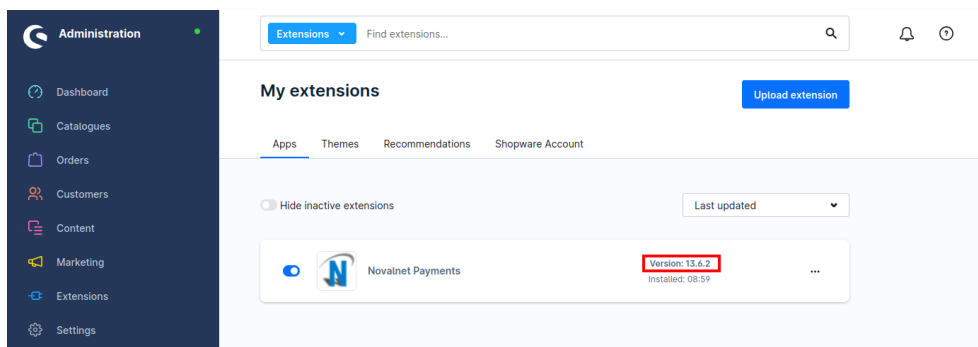 Administration
Extensions
Find extensions...
Dashboard
Catalogues
Orders
Customers
Content
Marketing
Extensions
Settings
My extensions
Upload extension
Apps
Themes
Recommendations
Shopware Account
Hide inactive extensions
Last updated
N
Novalnet Payments
Version: 13.6.2
Installed: 08:59